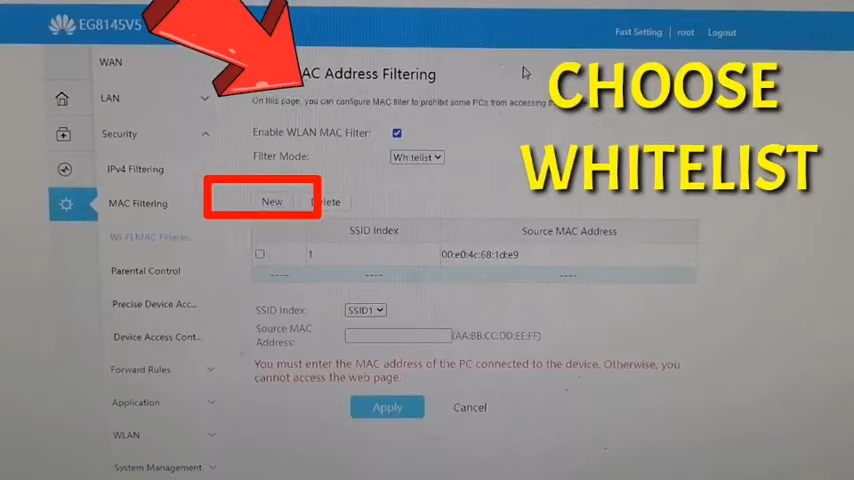 EG8145V5
Fast Setting
root
Logout
WAN
LAN
Security
IPv4 Filtering
MAC Filtering
Wi-Fi MAC Filterin...
Parental Control
Precise Device Acc...
Device Access Cont...
Forward Rules
Application
WLAN
System Management
AC Address Filtering
On this page, you can configure MAC filter to prohibit some PCs from accessing
CHOOSE
WHITELIST
Enable WLAN MAC Filter:
Filter Mode: Whitelist
New
Delete
SSID Index Source MAC Address
1 00:e0:4c:68:1d:e9
---- ---- ----
SSID Index: SSID1
Source MAC
Address:
(AA:BB:CC:DD:EE:FF)
You must enter the MAC address of the PC connected to the device. Otherwise, you
cannot access the web page.
Apply
Cancel